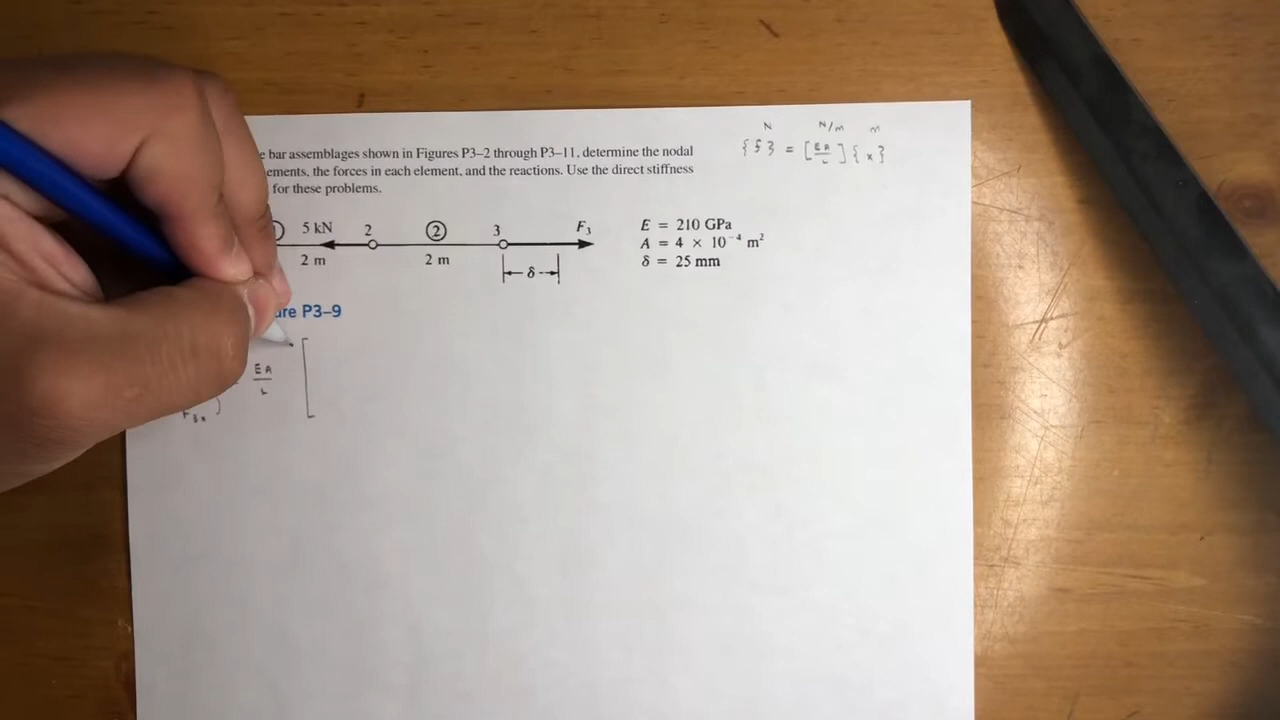 N N/m m
{f} = [EA/L]{x}
bar assemblages shown in Figures P3–2 through P3–11, determine the nodal
the forces in each element, and the reactions. Use the direct stiffness
for these problems.
5 kN 2 ② 3 F₃
2 m 2 m δ
E = 210 GPa
A = 4 × 10⁻⁴ m²
δ = 25 mm
P3–9
EA/L [
F₃ₓ